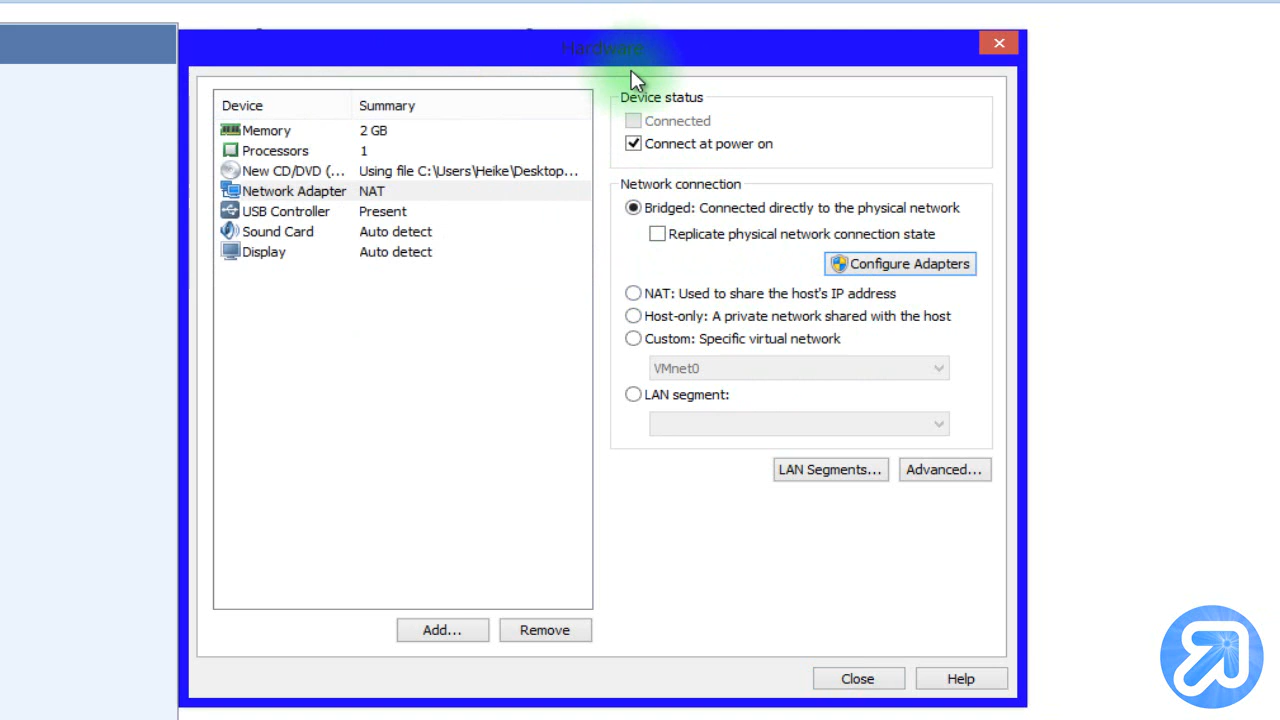 Hardware
Device Summary
Memory 2 GB
Processors 1
New CD/DVD (... Using file C:\Users\Heike\Desktop...
Network Adapter NAT
USB Controller Present
Sound Card Auto detect
Display Auto detect
Add... Remove
Device status
Connected
Connect at power on
Network connection
Bridged: Connected directly to the physical network
Replicate physical network connection state
Configure Adapters
NAT: Used to share the host's IP address
Host-only: A private network shared with the host
Custom: Specific virtual network
VMnet0
LAN segment:
LAN Segments... Advanced...
Close Help